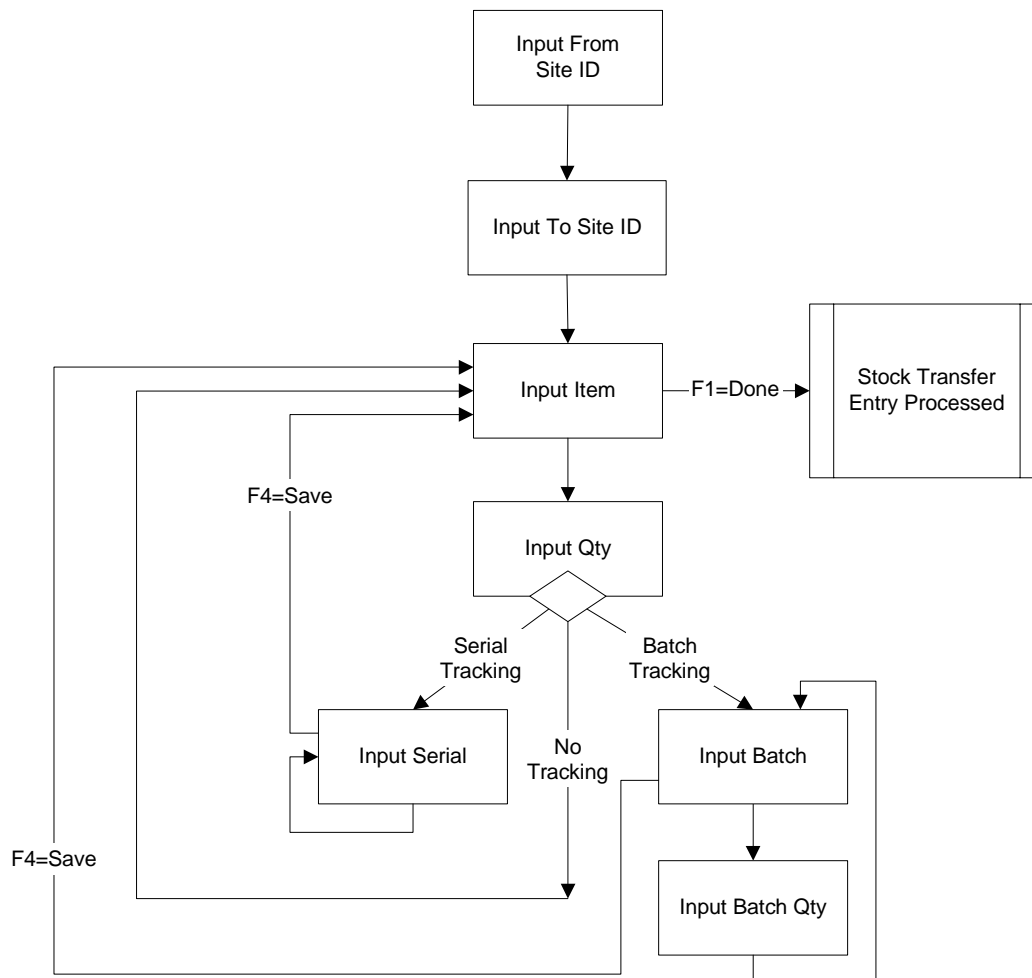 Input From
Site ID
Input To Site ID
Input Item
F1=Done
Stock Transfer
Entry Processed
F4=Save
Input Qty
Serial
Tracking
Batch
Tracking
Input Serial
No
Tracking
Input Batch
F4=Save
Input Batch Qty